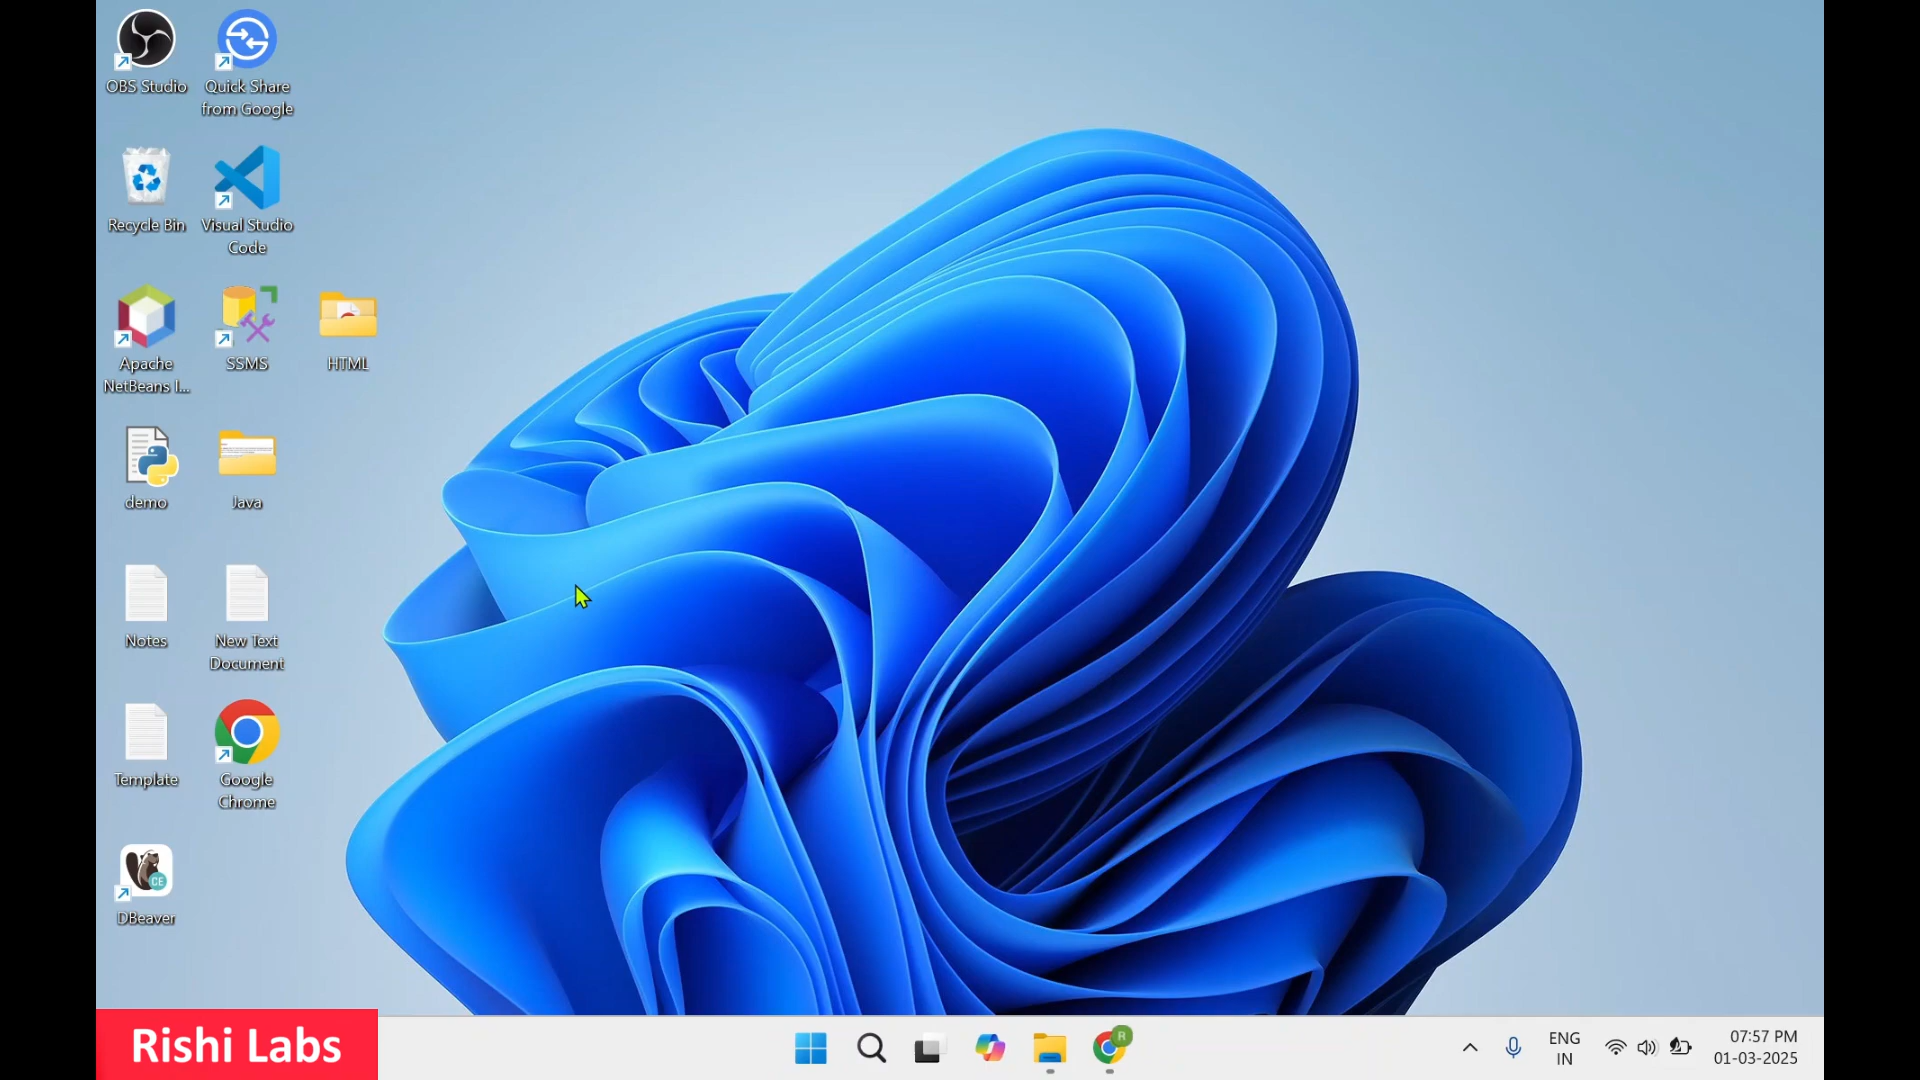 OBS Studio
Quick Share
from Google
Recycle Bin
Visual Studio
Code
Apache
NetBeans I...
SSMS
HTML
demo
Java
Notes
New Text
Document
Template
Google
Chrome
DBeaver
CE
Rishi Labs
R
ENG
IN
07:57 PM
01-03-2025